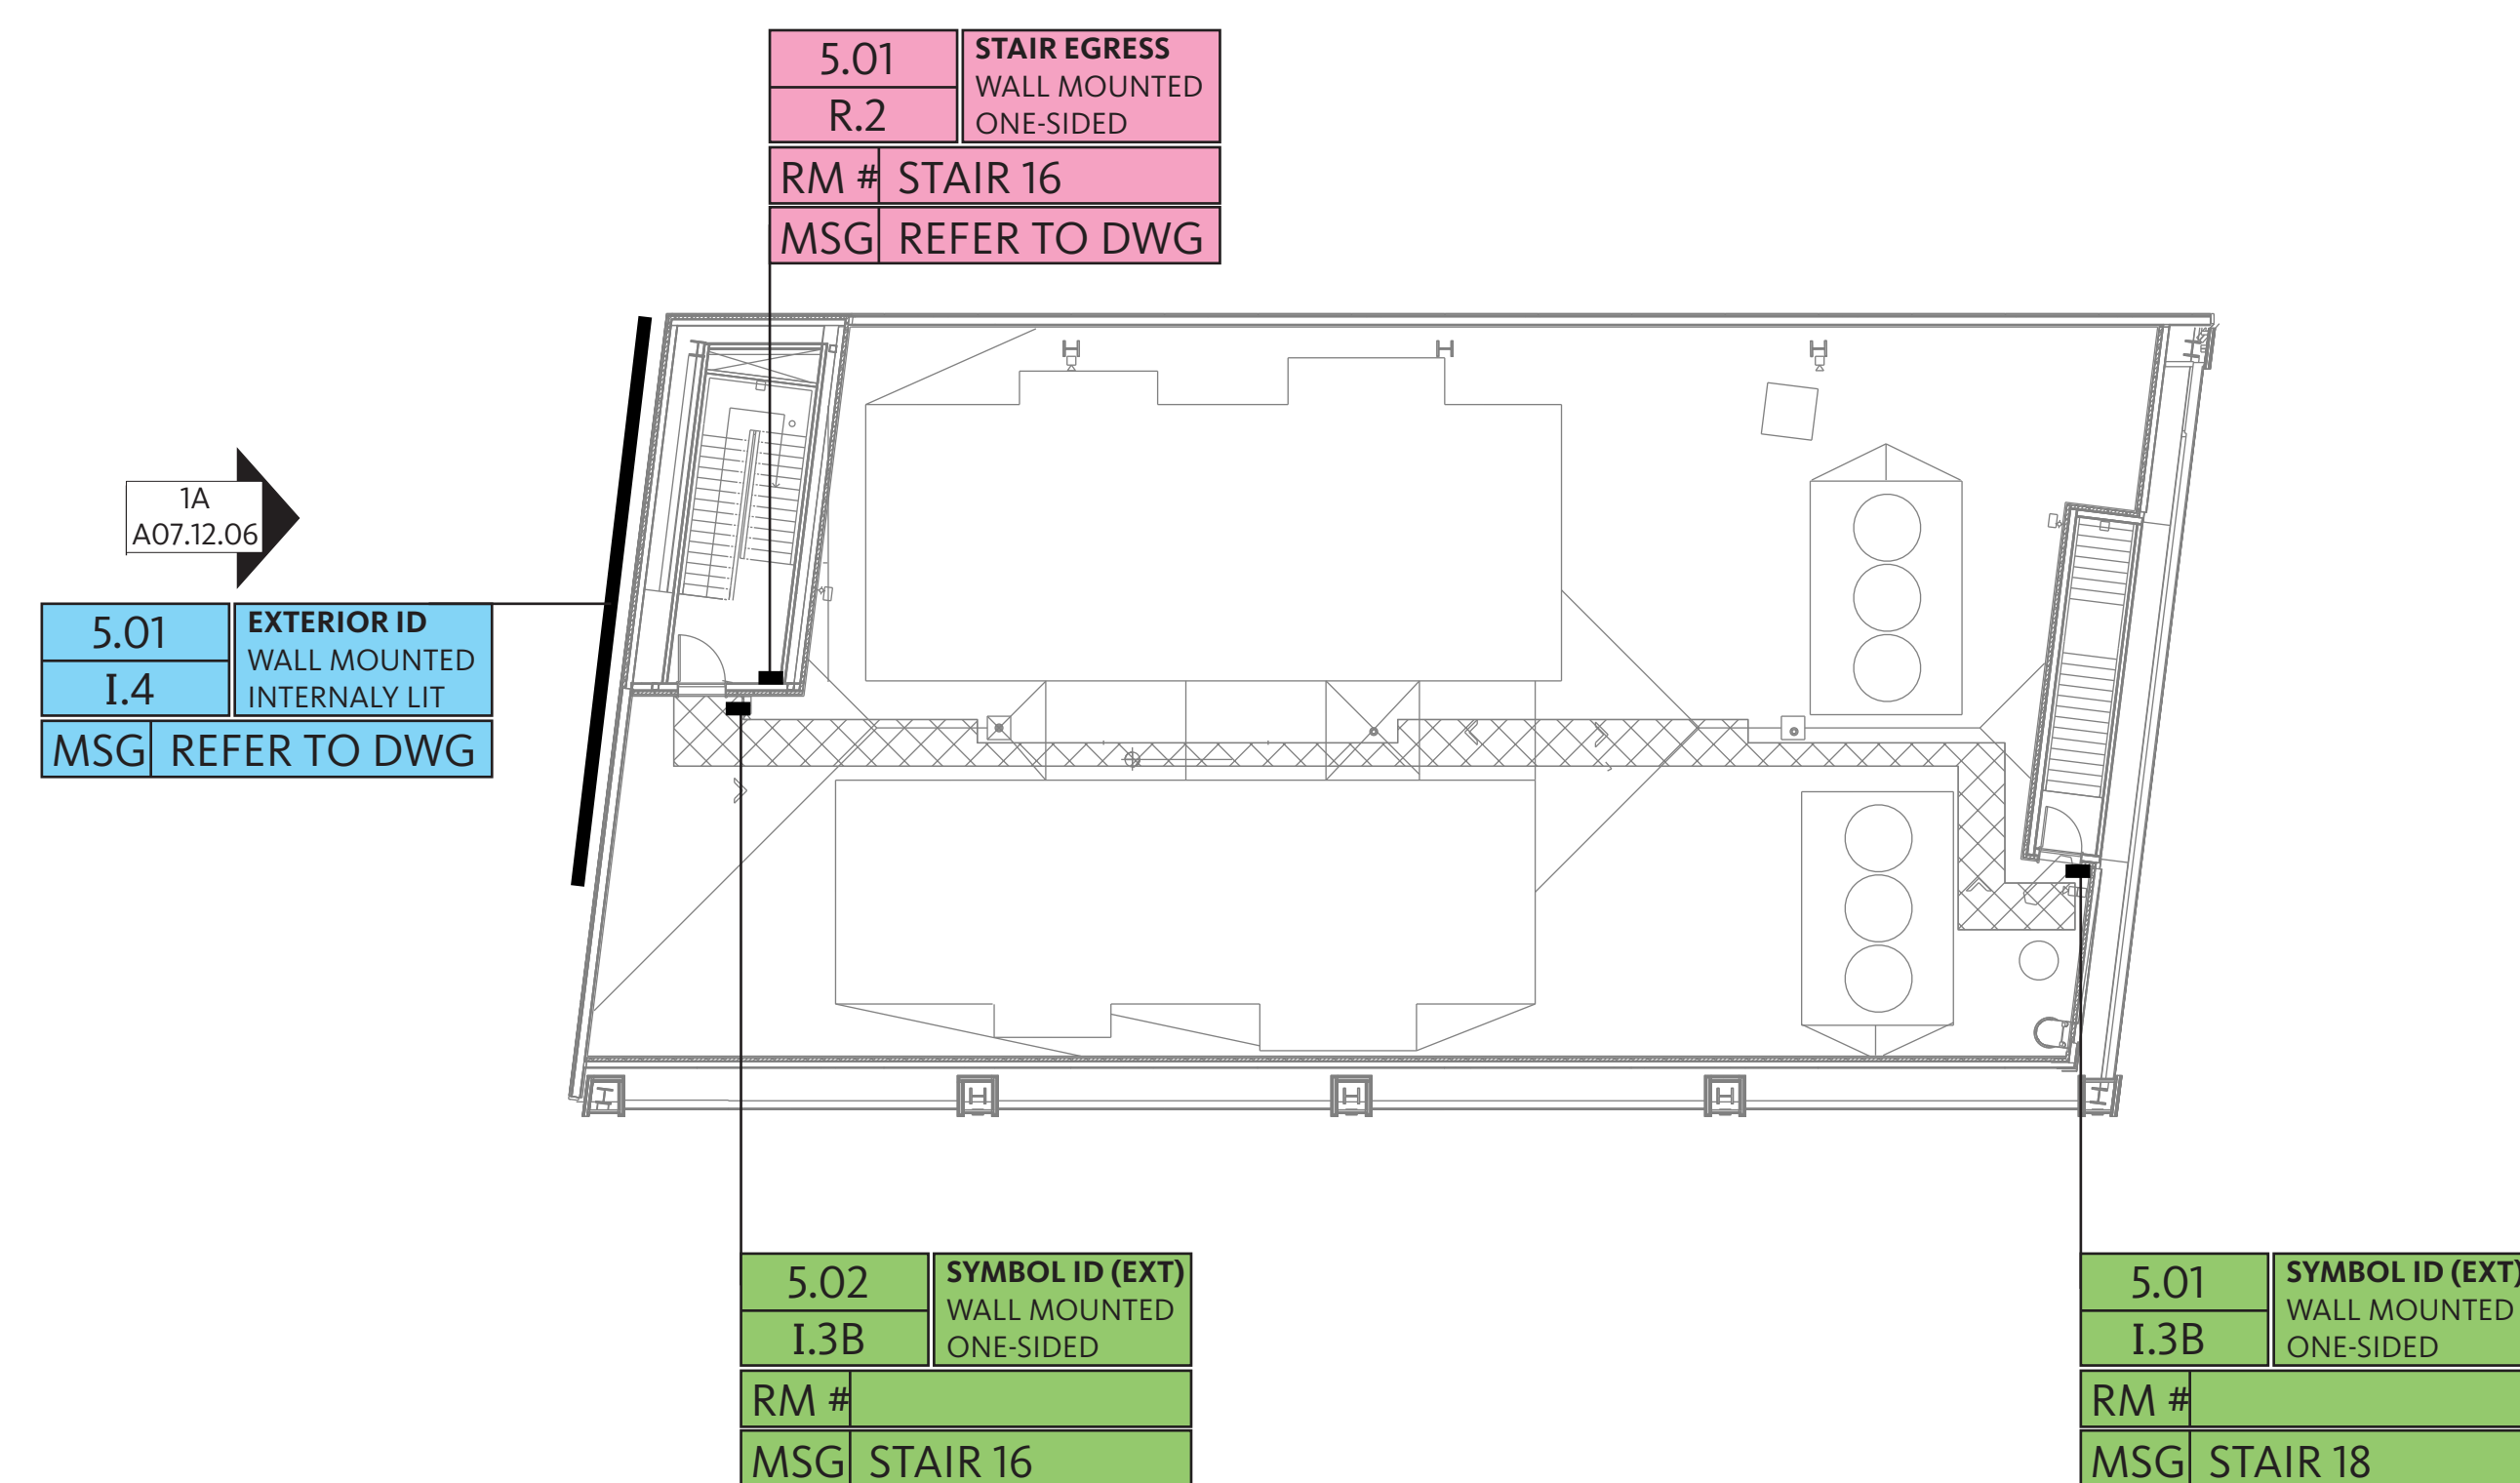 5.01
STAIR EGRESS
WALL MOUNTED
R.2
ONE-SIDED
RM # STAIR 16
MSG REFER TO DWG
1A
A07.12.06
5.01
EXTERIOR ID
WALL MOUNTED
I.4
INTERNALY LIT
MSG REFER TO DWG
5.02
SYMBOL ID (EXT)
WALL MOUNTED
I.3B
ONE-SIDED
RM #
MSG STAIR 16
5.01
SYMBOL ID (EXT)
WALL MOUNTED
I.3B
ONE-SIDED
RM #
MSG STAIR 18